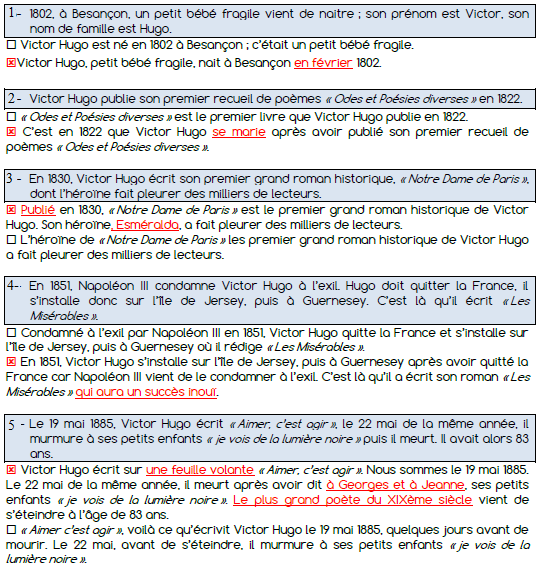 1- 1802, à Besançon, un petit bébé fragile vient de naitre ; son prénom est Victor, son
nom de famille est Hugo.
☐ Victor Hugo est né en 1802 à Besançon ; c'était un petit bébé fragile.
☒Victor Hugo, petit bébé fragile, nait à Besançon en février 1802.
2- Victor Hugo publie son premier recueil de poèmes « Odes et Poésies diverses » en 1822.
☐ « Odes et Poésies diverses » est le premier livre que Victor Hugo publie en 1822.
☒ C'est en 1822 que Victor Hugo se marie après avoir publié son premier recueil de
poèmes « Odes et Poésies diverses ».
3 - En 1830, Victor Hugo écrit son premier grand roman historique, « Notre Dame de Paris »,
dont l'héroïne fait pleurer des milliers de lecteurs.
☒ Publié en 1830, « Notre Dame de Paris » est le premier grand roman historique de Victor
Hugo. Son héroïne, Esméralda, a fait pleurer des milliers de lecteurs.
☐ L'héroïne de « Notre Dame de Paris » les premier grand roman historique de Victor Hugo
a fait pleurer des milliers de lecteurs.
4- En 1851, Napoléon III condamne Victor Hugo à l'exil. Hugo doit quitter la France, il
s'installe donc sur l'île de Jersey, puis à Guernesey. C'est là qu'il écrit « Les
Misérables ».
☐ Condamné à l'exil par Napoléon III en 1851, Victor Hugo quitte la France et s'installe sur
l'île de Jersey, puis à Guernesey où il rédige « Les Misérables ».
☒ En 1851, Victor Hugo s'installe sur l'île de Jersey, puis à Guernesey après avoir quitté la
France car Napoléon III vient de le condamner à l'exil. C'est là qu'il a écrit son roman « Les
Misérables » qui aura un succès inouï.
5 - Le 19 mai 1885, Victor Hugo écrit « Aimer, c'est agir », le 22 mai de la même année, il
murmure à ses petits enfants « je vois de la lumière noire » puis il meurt. Il avait alors 83
ans.
☒ Victor Hugo écrit sur une feuille volante « Aimer, c'est agir ». Nous sommes le 19 mai 1885.
Le 22 mai de la même année, il meurt après avoir dit à Georges et à Jeanne, ses petits
enfants « je vois de la lumière noire ». Le plus grand poète du XIXème siècle vient de
s'éteindre à l'âge de 83 ans.
☐ « Aimer c'est agir », voilà ce qu'écrivit Victor Hugo le 19 mai 1885, quelques jours avant de
mourir. Le 22 mai, avant de s'éteindre, il murmure à ses petits enfants « je vois de la
lumière noire ».